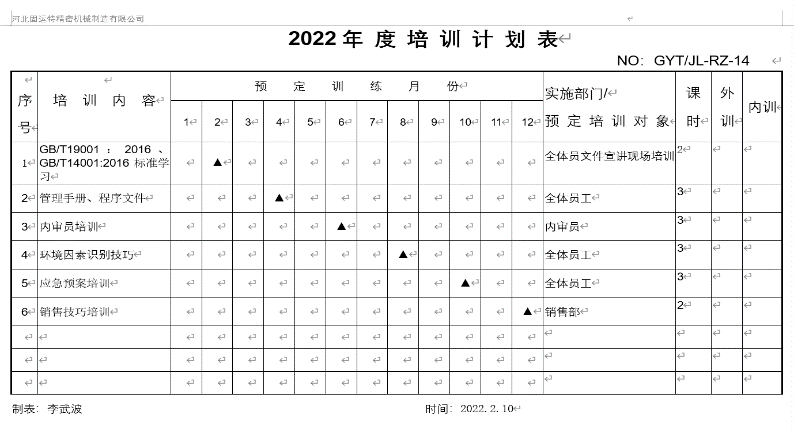 河北固运特精密机械制造有限公司
2022 年 度 培 训 计 划 表
NO: GYT/JL-RZ-14
序号 培 训 内 容 预 定 训 练 月 份 实施部门/预 定 培 训 对 象 课时 外训 内训
1 2 3 4 5 6 7 8 9 10 11 12
1 GB/T19001 : 2016 、 GB/T14001:2016 标准学习 ▲ 全体员文件宣讲现场培训 2
2 管理手册、程序文件 ▲ 全体员工 3
3 内审员培训 ▲ 内审员 3
4 环境因素识别技巧 ▲ 全体员工 3
5 应急预案培训 ▲ 全体员工 3
6 销售技巧培训 ▲ 销售部 2
制表：李武波 时间：2022.2.10